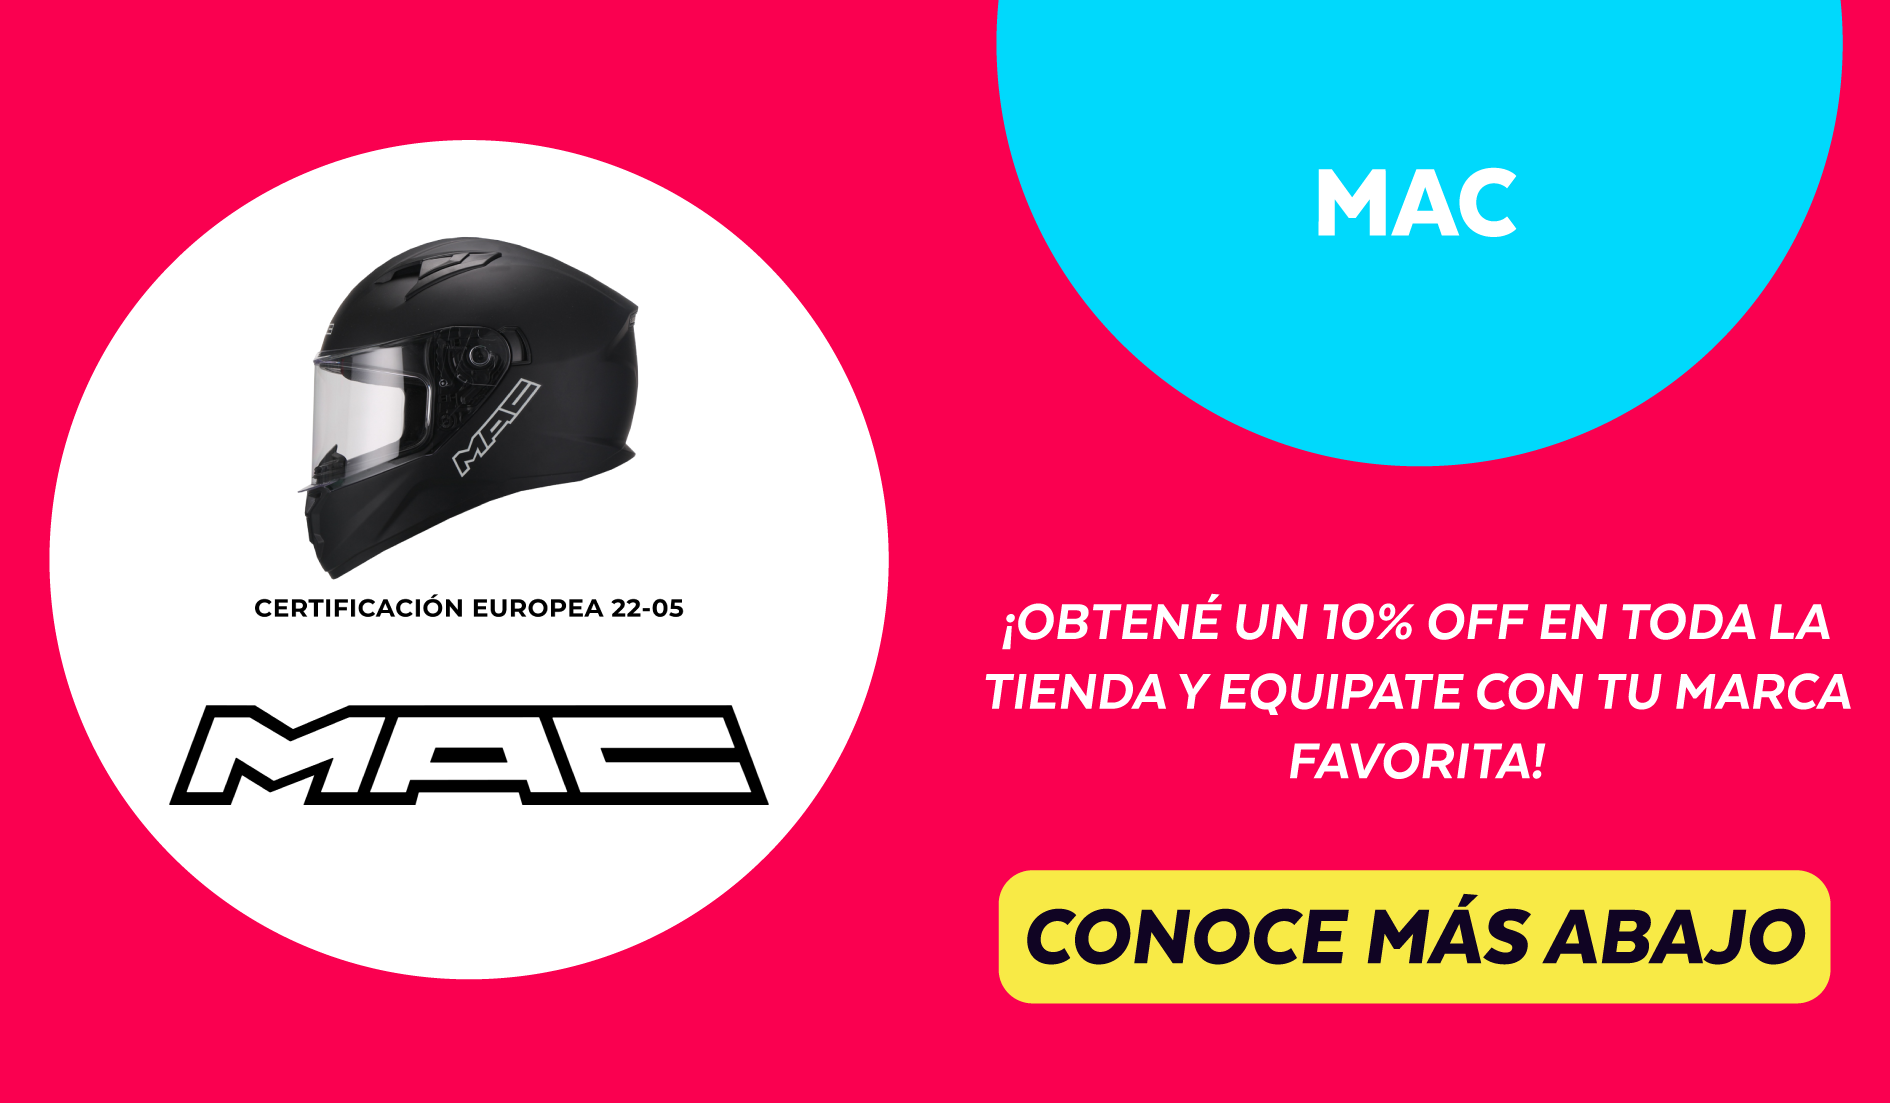 MAC
CERTIFICACIÓN EUROPEA 22-05
MAC
MAC
¡OBTENÉ UN 10% OFF EN TODA LA
TIENDA Y EQUIPATE CON TU MARCA
FAVORITA!
CONOCE MÁS ABAJO